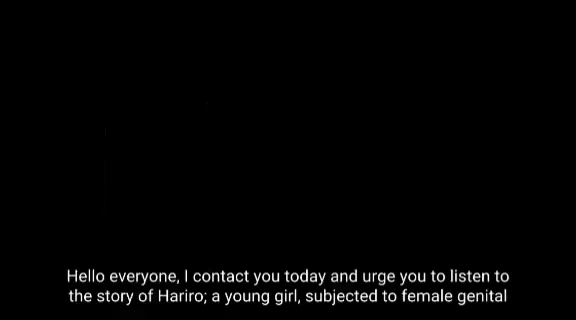 Hello everyone, I contact you today and urge you to listen to
the story of Hariro; a young girl, subjected to female genital